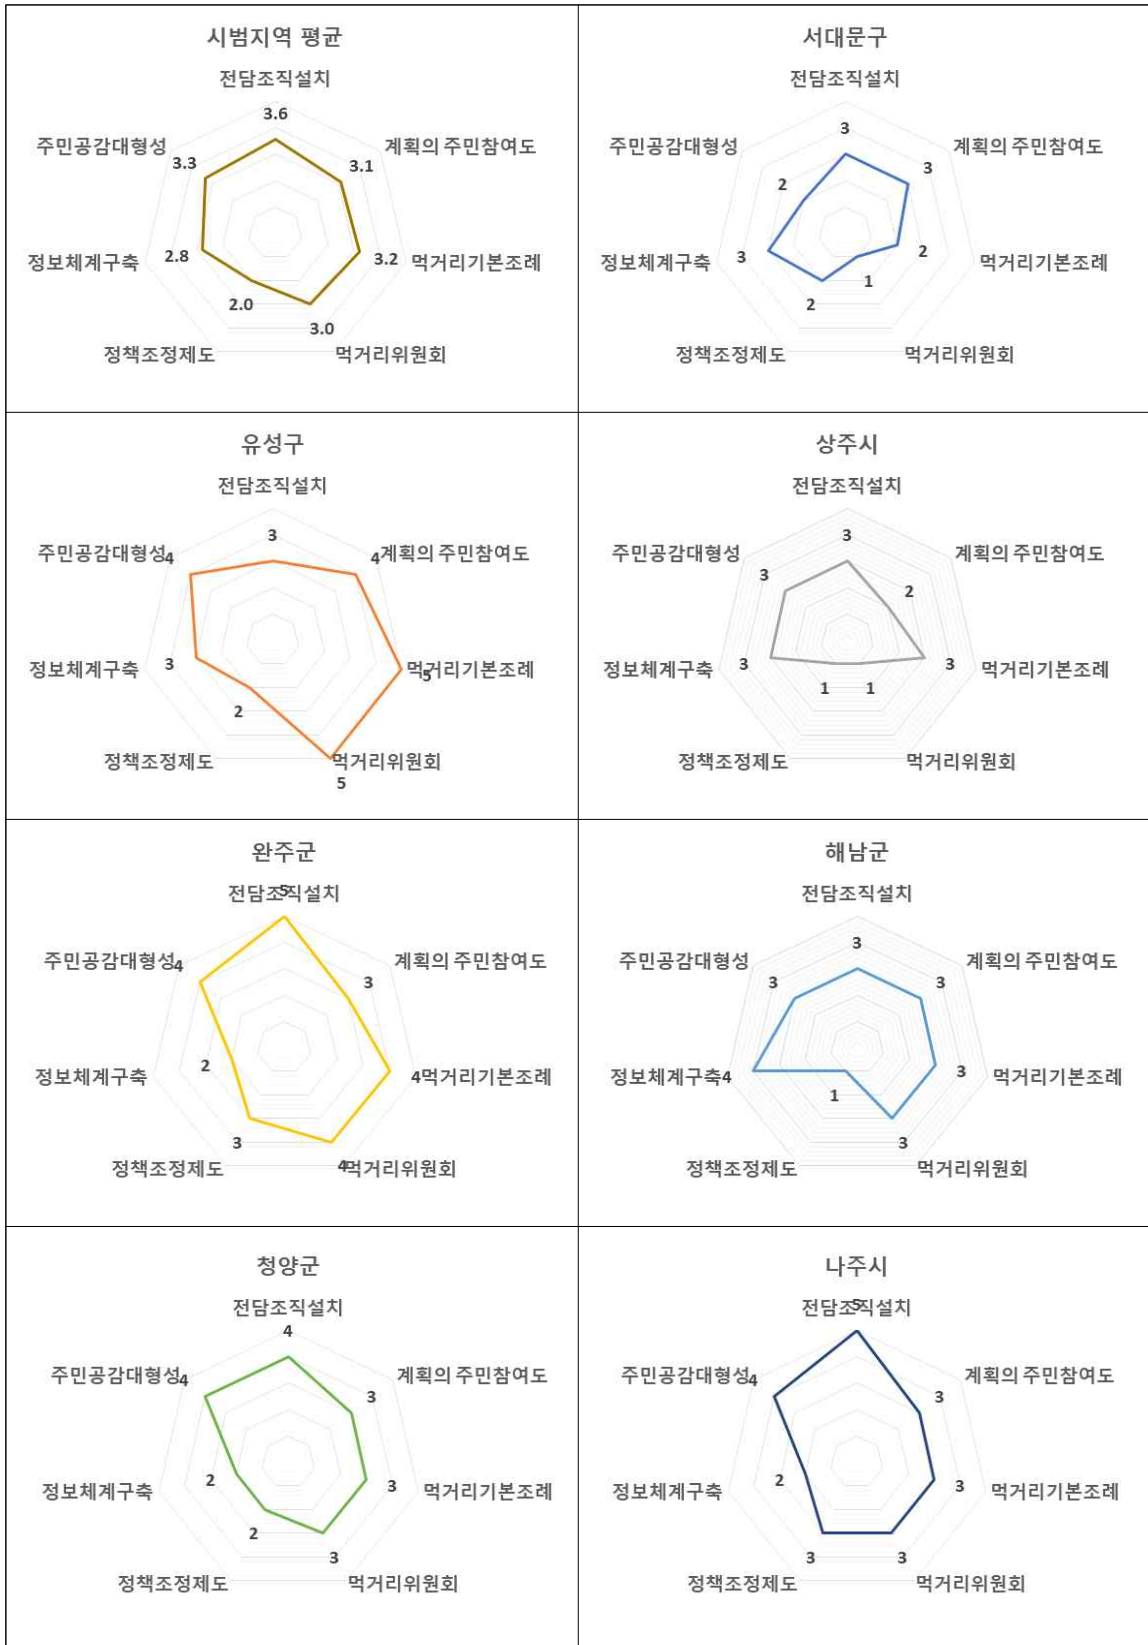 시범지역 평균
전담조직설치
3.6
주민공감대형성
3.3
3.1
계획의 주민참여도
정보체계구축
2.8
3.2
먹거리기본조례
2.0
3.0
정책조정제도
먹거리위원회
서대문구
전담조직설치
3
주민공감대형성
2
3
계획의 주민참여도
정보체계구축
3
2
먹거리기본조례
2
1
정책조정제도
먹거리위원회
유성구
전담조직설치
3
주민공감대형성
4
4
계획의 주민참여도
정보체계구축
3
5
먹거리기본조례
2
정책조정제도
먹거리위원회
5
상주시
전담조직설치
3
주민공감대형성
3
2
계획의 주민참여도
정보체계구축
3
3
먹거리기본조례
1
1
정책조정제도
먹거리위원회
완주군
전담조직설치
5
주민공감대형성
4
3
계획의 주민참여도
정보체계구축
2
4
먹거리기본조례
3
4
정책조정제도
먹거리위원회
해남군
전담조직설치
3
주민공감대형성
3
3
계획의 주민참여도
정보체계구축
4
3
먹거리기본조례
1
3
정책조정제도
먹거리위원회
청양군
전담조직설치
4
주민공감대형성
4
3
계획의 주민참여도
정보체계구축
2
3
먹거리기본조례
2
3
정책조정제도
먹거리위원회
나주시
전담조직설치
5
주민공감대형성
4
3
계획의 주민참여도
정보체계구축
2
3
먹거리기본조례
3
3
정책조정제도
먹거리위원회